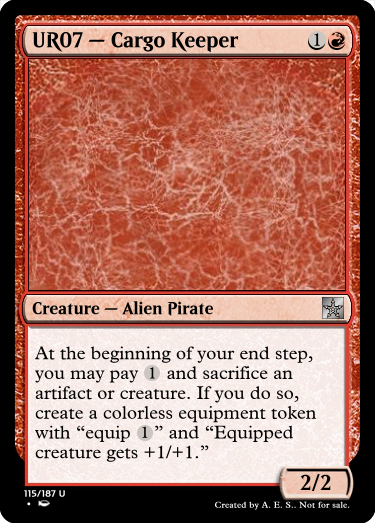 UR07 — Cargo Keeper 1
Creature — Alien Pirate
At the beginning of your end step,
you may pay 1 and sacrifice an
artifact or creature. If you do so,
create a colorless equipment token
with “equip 1” and “Equipped
creature gets +1/+1.”
2/2
115/187 U
Created by A. E. S.. Not for sale.